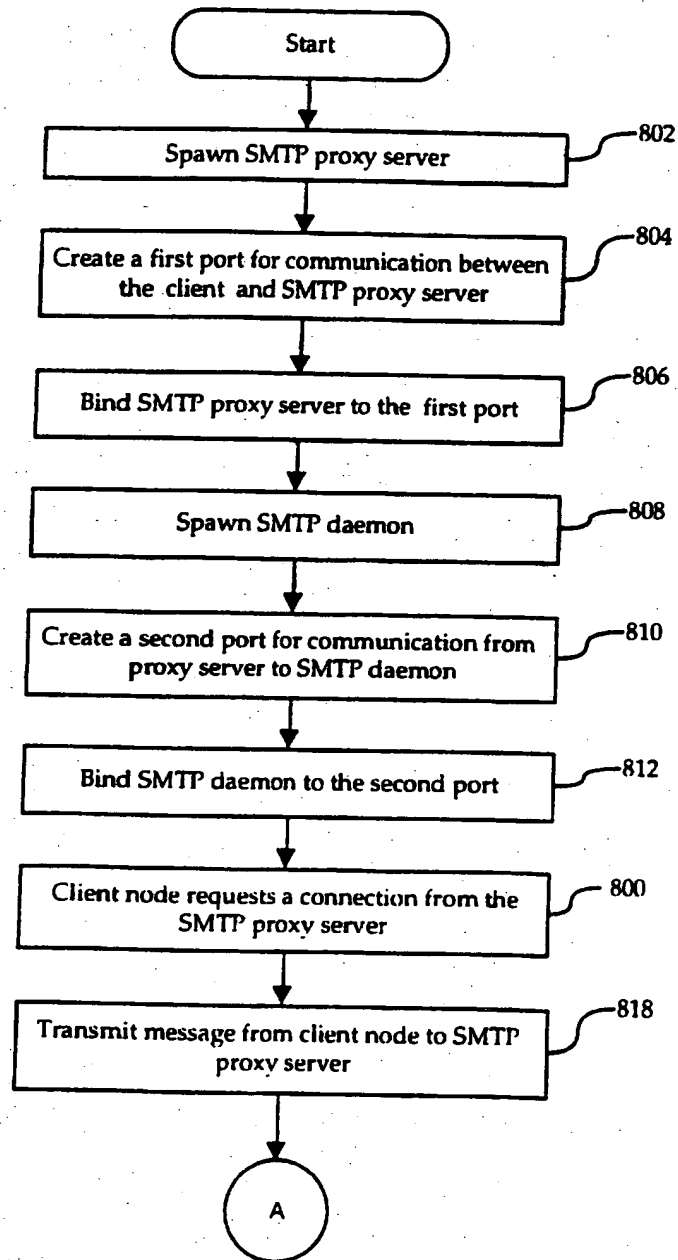 Start
Spawn SMTP proxy server
802
Create a first port for communication between
the client and SMTP proxy server
804
Bind SMTP proxy server to the first port
806
Spawn SMTP daemon
808
Create a second port for communication from
proxy server to SMTP daemon
810
Bind SMTP daemon to the second port
812
Client node requests a connection from the
SMTP proxy server
800
Transmit message from client node to SMTP
proxy server
818
A